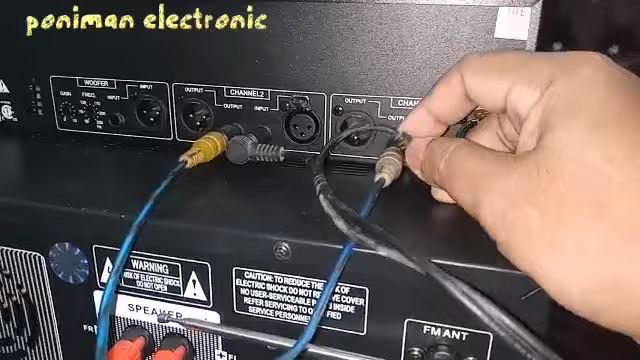 poniman electronic
WOOFER
GAIN FREQ. INPUT INPUT
OUTPUT CHANNEL2
OUTPUT INPUT
OUTPUT
WARNING
RISK OF ELECTRIC SHOCK
DO NOT OPEN
CAUTION: TO REDUCE THE RISK OF
ELECTRIC SHOCK DO NOT REMOVE COVER
NO USER-SERVICEABLE PARTS INSIDE
REFER SERVICING TO QUALIFIED
SERVICE PERSONNEL
SPEAKER
FM ANT